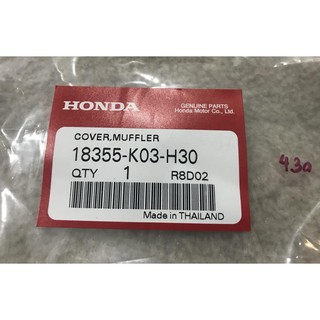 HONDA
GENUINE PARTS
Honda Motor Co., Ltd.
COVER,MUFFLER
18355-K03-H30
QTY 1 R8D02
Made in THAILAND
430